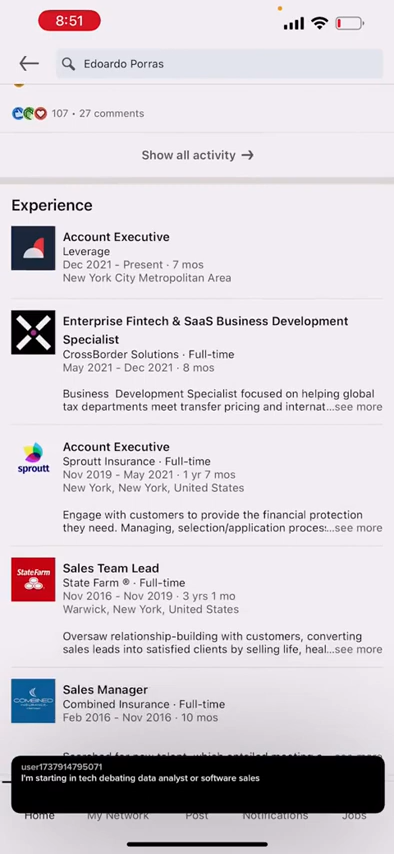 8:51
Edoardo Porras
107 • 27 comments
Show all activity →
Experience
Account Executive
Leverage
Dec 2021 - Present · 7 mos
New York City Metropolitan Area
Enterprise Fintech & SaaS Business Development
Specialist
CrossBorder Solutions · Full-time
May 2021 - Dec 2021 · 8 mos
Business Development Specialist focused on helping global
tax departments meet transfer pricing and internat...see more
sproutt
Account Executive
Sproutt Insurance · Full-time
Nov 2019 - May 2021 · 1 yr 7 mos
New York, New York, United States
Engage with customers to provide the financial protection
they need. Managing, selection/application proces...see more
StateFarm
Sales Team Lead
State Farm ® · Full-time
Nov 2016 - Nov 2019 · 3 yrs 1 mo
Warwick, New York, United States
Oversaw relationship-building with customers, converting
sales leads into satisfied clients by selling life, heal...see more
COMBINED
Sales Manager
Combined Insurance · Full-time
Feb 2016 - Nov 2016 · 10 mos
user1737914795071
I'm starting in tech debating data analyst or software sales
Home
My Network
Post
Notifications
Jobs